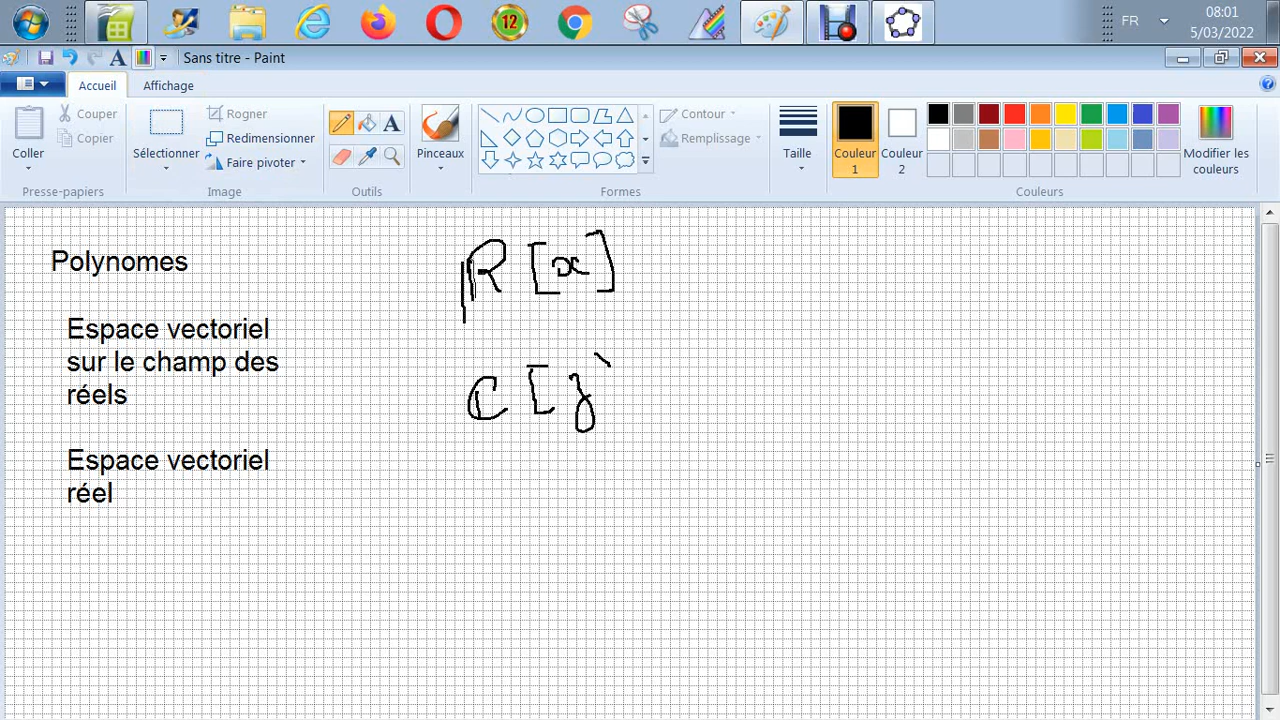 12
FR
08:01
5/03/2022
Sans titre - Paint
Accueil
Affichage
Coller
Couper
Copier
Presse-papiers
Sélectionner
Rogner
Redimensionner
Faire pivoter
Image
A
Outils
Pinceaux
Formes
Contour
Remplissage
Taille
Couleur 1
Couleur 2
Modifier les couleurs
Couleurs
Polynomes
Espace vectoriel
sur le champ des
réels
Espace vectoriel
réel
R [x]
C [z